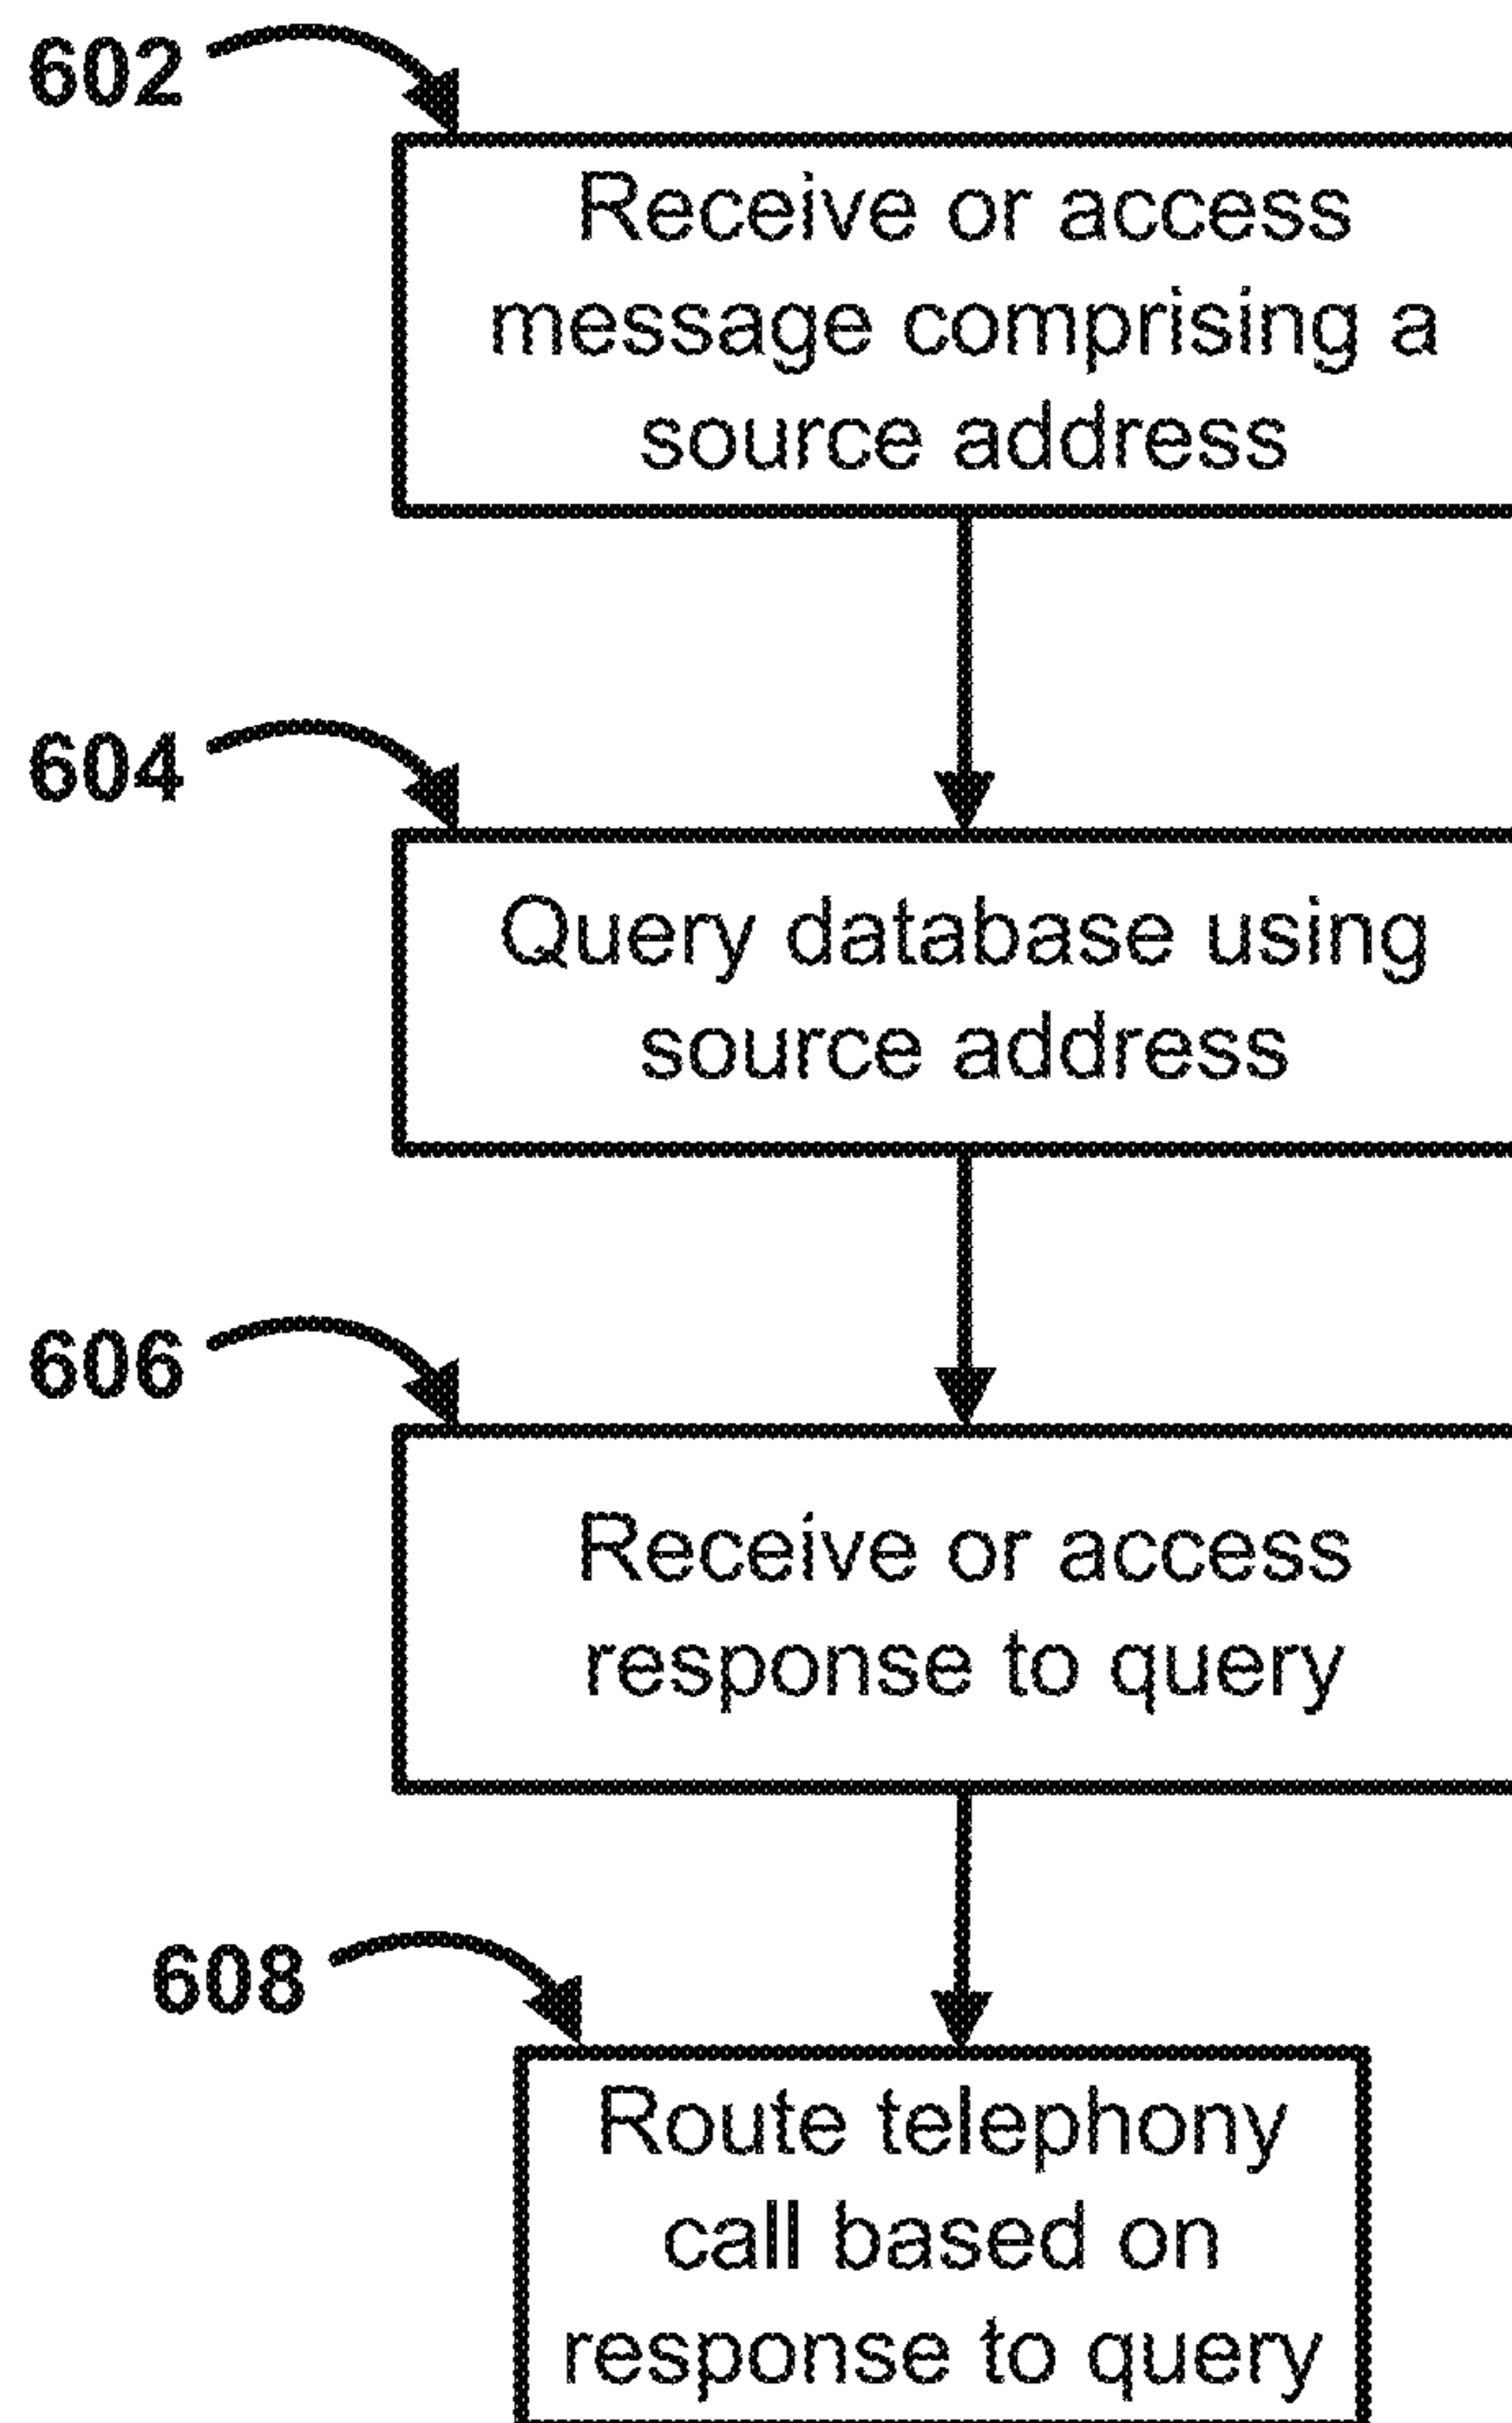 602
Receive or access
message comprising a
source address
604
Query database using
source address
606
Receive or access
response to query
608
Route telephony
call based on
response to query